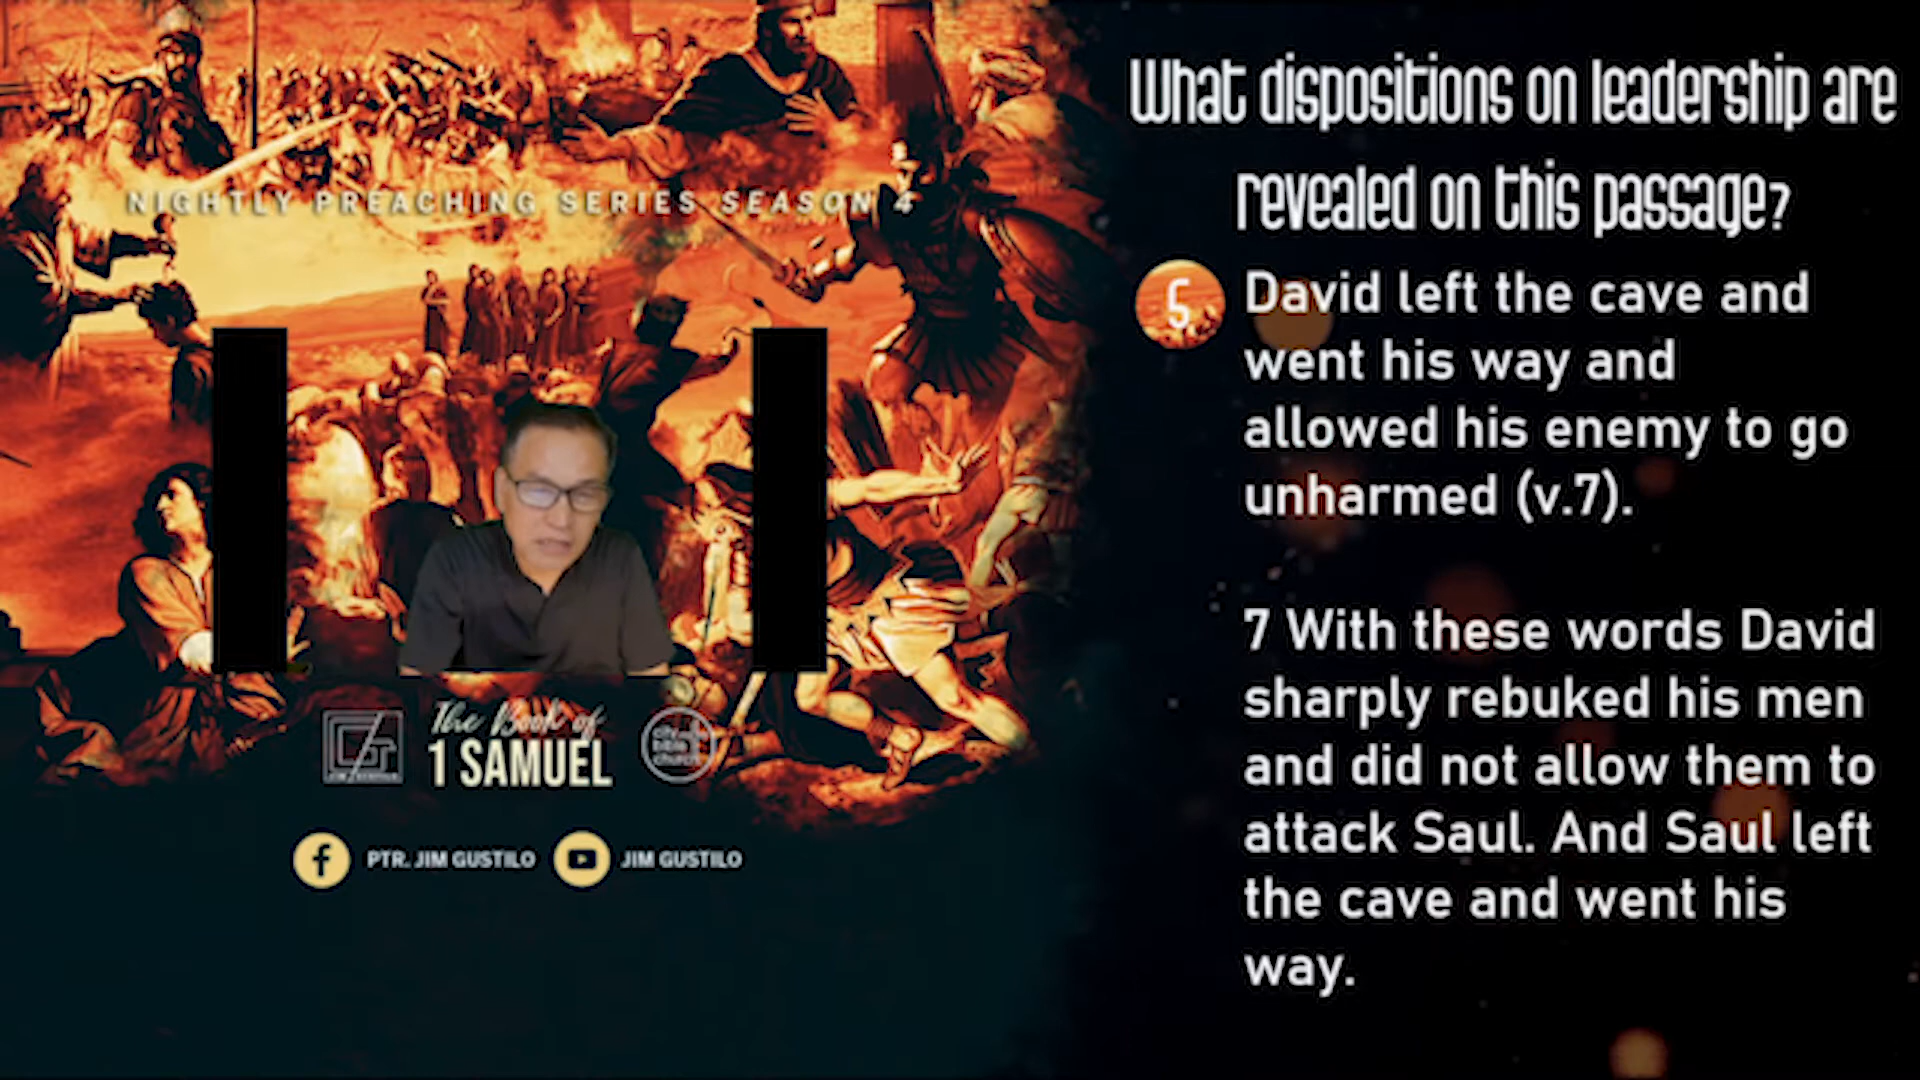 NIGHTLY PREACHING SERIES SEASON 4
The Book of
1 SAMUEL
city
bible
church
PTR. JIM GUSTILO
JIM GUSTILO
What dispositions on leadership are
revealed on this passage?
5
David left the cave and
went his way and
allowed his enemy to go
unharmed (v.7).
7 With these words David
sharply rebuked his men
and did not allow them to
attack Saul. And Saul left
the cave and went his
way.